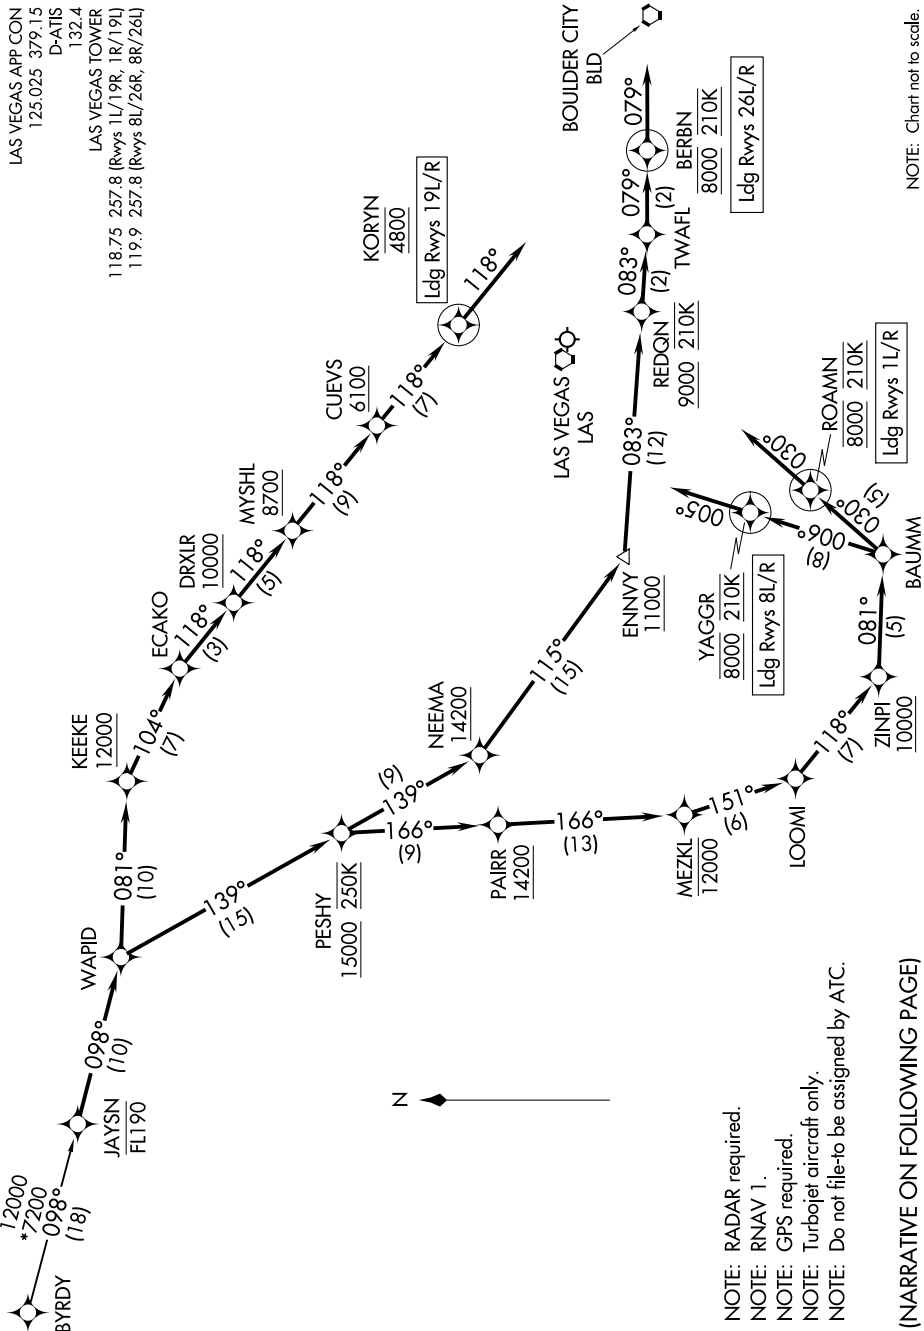 LAS VEGAS APP CON
125.025 379.15
D-ATIS
132.4
LAS VEGAS TOWER
118.75 257.8 (Rwys 1L/19R, 1R/19L)
119.9 257.8 (Rwys 8L/26R, 8R/26L)
BYRDY
12000
*7200
098°
(18)
JAYSN
FL190
098°
(10)
WAPID
081°
(10)
KEEKE
12000
104°
(7)
ECAKO
118°
(3)
DRXLR
10000
118°
(5)
MYSHL
8700
118°
(9)
CUEVS
6100
118°
(7)
KORYN
4800
Ldg Rwys 19L/R
118°
139°
(15)
PESHY
15000 250K
139°
(9)
NEEMA
14200
115°
(15)
ENNVY
11000
083°
(12)
LAS VEGAS
LAS
REDQN
9000 210K
083°
(2)
TWAFL
079°
(2)
BERBN
8000 210K
Ldg Rwys 26L/R
079°
BOULDER CITY
BLD
166°
(9)
PAIRR
14200
166°
(13)
MEZKL
12000
151°
(6)
LOOMI
118°
(7)
ZINPI
10000
081°
(5)
BAUMM
006°
(8)
YAGGR
8000 210K
Ldg Rwys 8L/R
005°
030°
(5)
ROAMN
8000 210K
Ldg Rwys 1L/R
030°
N
NOTE: RADAR required.
NOTE: RNAV 1.
NOTE: GPS required.
NOTE: Turbojet aircraft only.
NOTE: Do not file-to be assigned by ATC.
(NARRATIVE ON FOLLOWING PAGE)
NOTE: Chart not to scale.